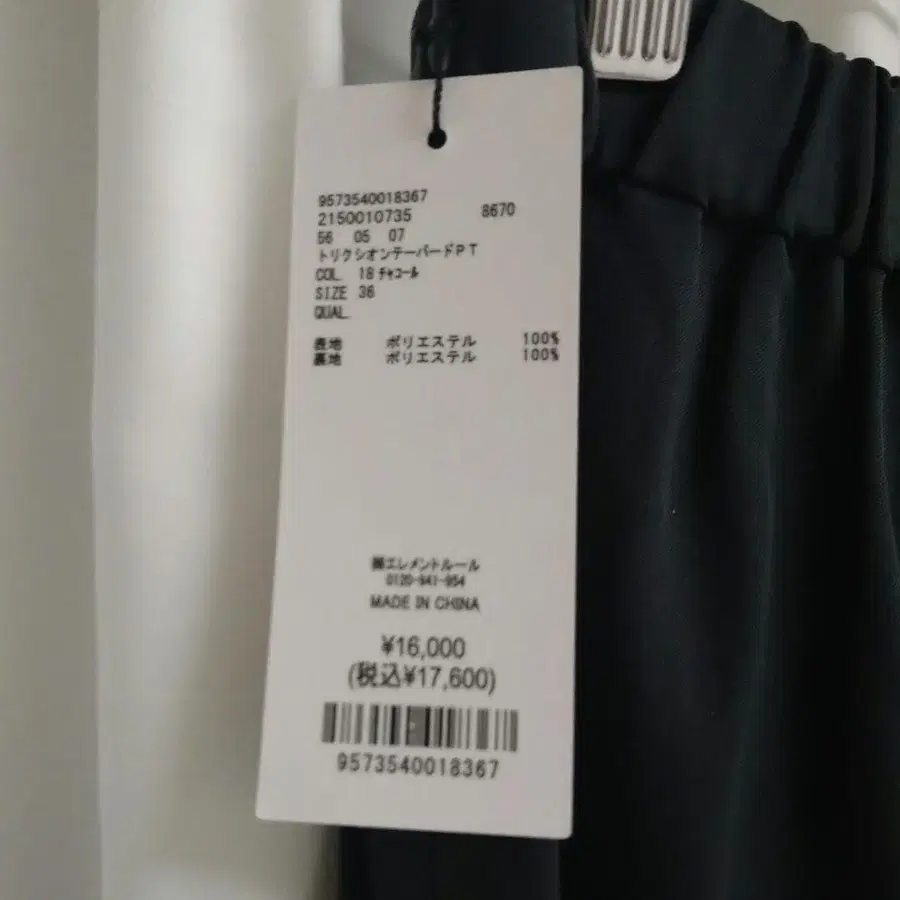 9573540018367
2150010735 8670
56 05 07
トリクシオンテーパードPT
COL. 18 ﾁｬｺｰﾙ
SIZE 36
QUAL.
表地 ポリエステル 100%
裏地 ポリエステル 100%
㈱エレメントルール
0120-941-954
MADE IN CHINA
¥16,000
(税込¥17,600)
9573540018367